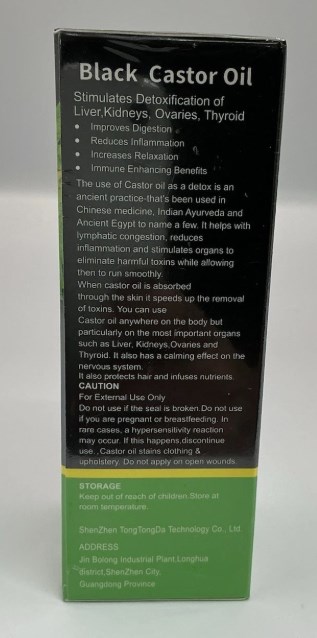 Black Castor Oil
Stimulates Detoxification of
Liver,Kidneys, Ovaries, Thyroid
• Improves Digestion
• Reduces Inflammation
• Increases Relaxation
• Immune Enhancing Benefits
The use of Castor oil as a detox is an
ancient practice-that's been used in
Chinese medicine, Indian Ayurveda and
Ancient Egypt to name a few. It helps with
lymphatic congestion, reduces
inflammation and stimulates organs to
eliminate harmful toxins while allowing
then to run smoothly.
When castor oil is absorbed
through the skin it speeds up the removal
of toxins. You can use
Castor oil anywhere on the body but
particularly on the most important organs
such as Liver, Kidneys,Ovaries and
Thyroid. It also has a calming effect on the
nervous system.
It also protects hair and infuses nutrients.
CAUTION
For External Use Only
Do not use if the seal is broken.Do not use
if you are pregnant or breastfeeding. In
rare cases, a hypersensitivity reaction
may occur. If this happens,discontinue
use. ,Castor oil stains clothing &
upholstery. Do not apply on open wounds.
STORAGE
Keep out of reach of children.Store at
room temperature.
ShenZhen TongTongDa Technology Co., Ltd.
ADDRESS
Jin Bolong Industriel Plant,Longhua
district,ShenZhen City,
Guangdong Province